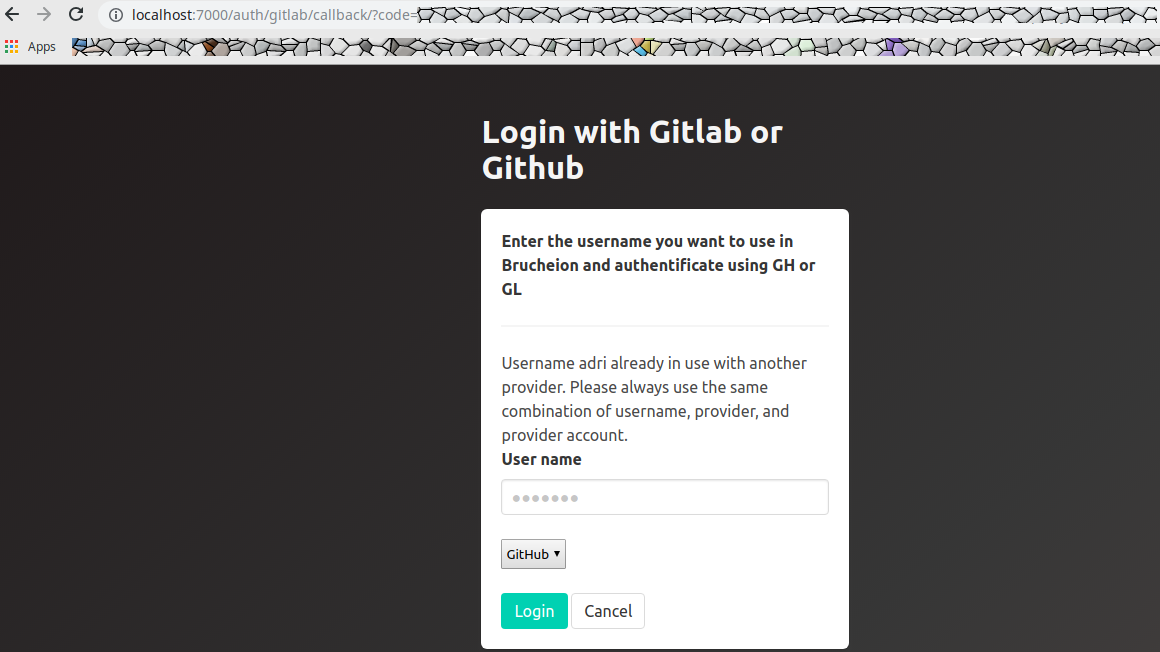 localhost:7000/auth/gitlab/callback/?code=
Apps
Login with Gitlab or
Github
Enter the username you want to use in
Brucheion and authentificate using GH or
GL
Username adri already in use with another
provider. Please always use the same
combination of username, provider, and
provider account.
User name
●●●●●●●
GitHub ▾
Login Cancel